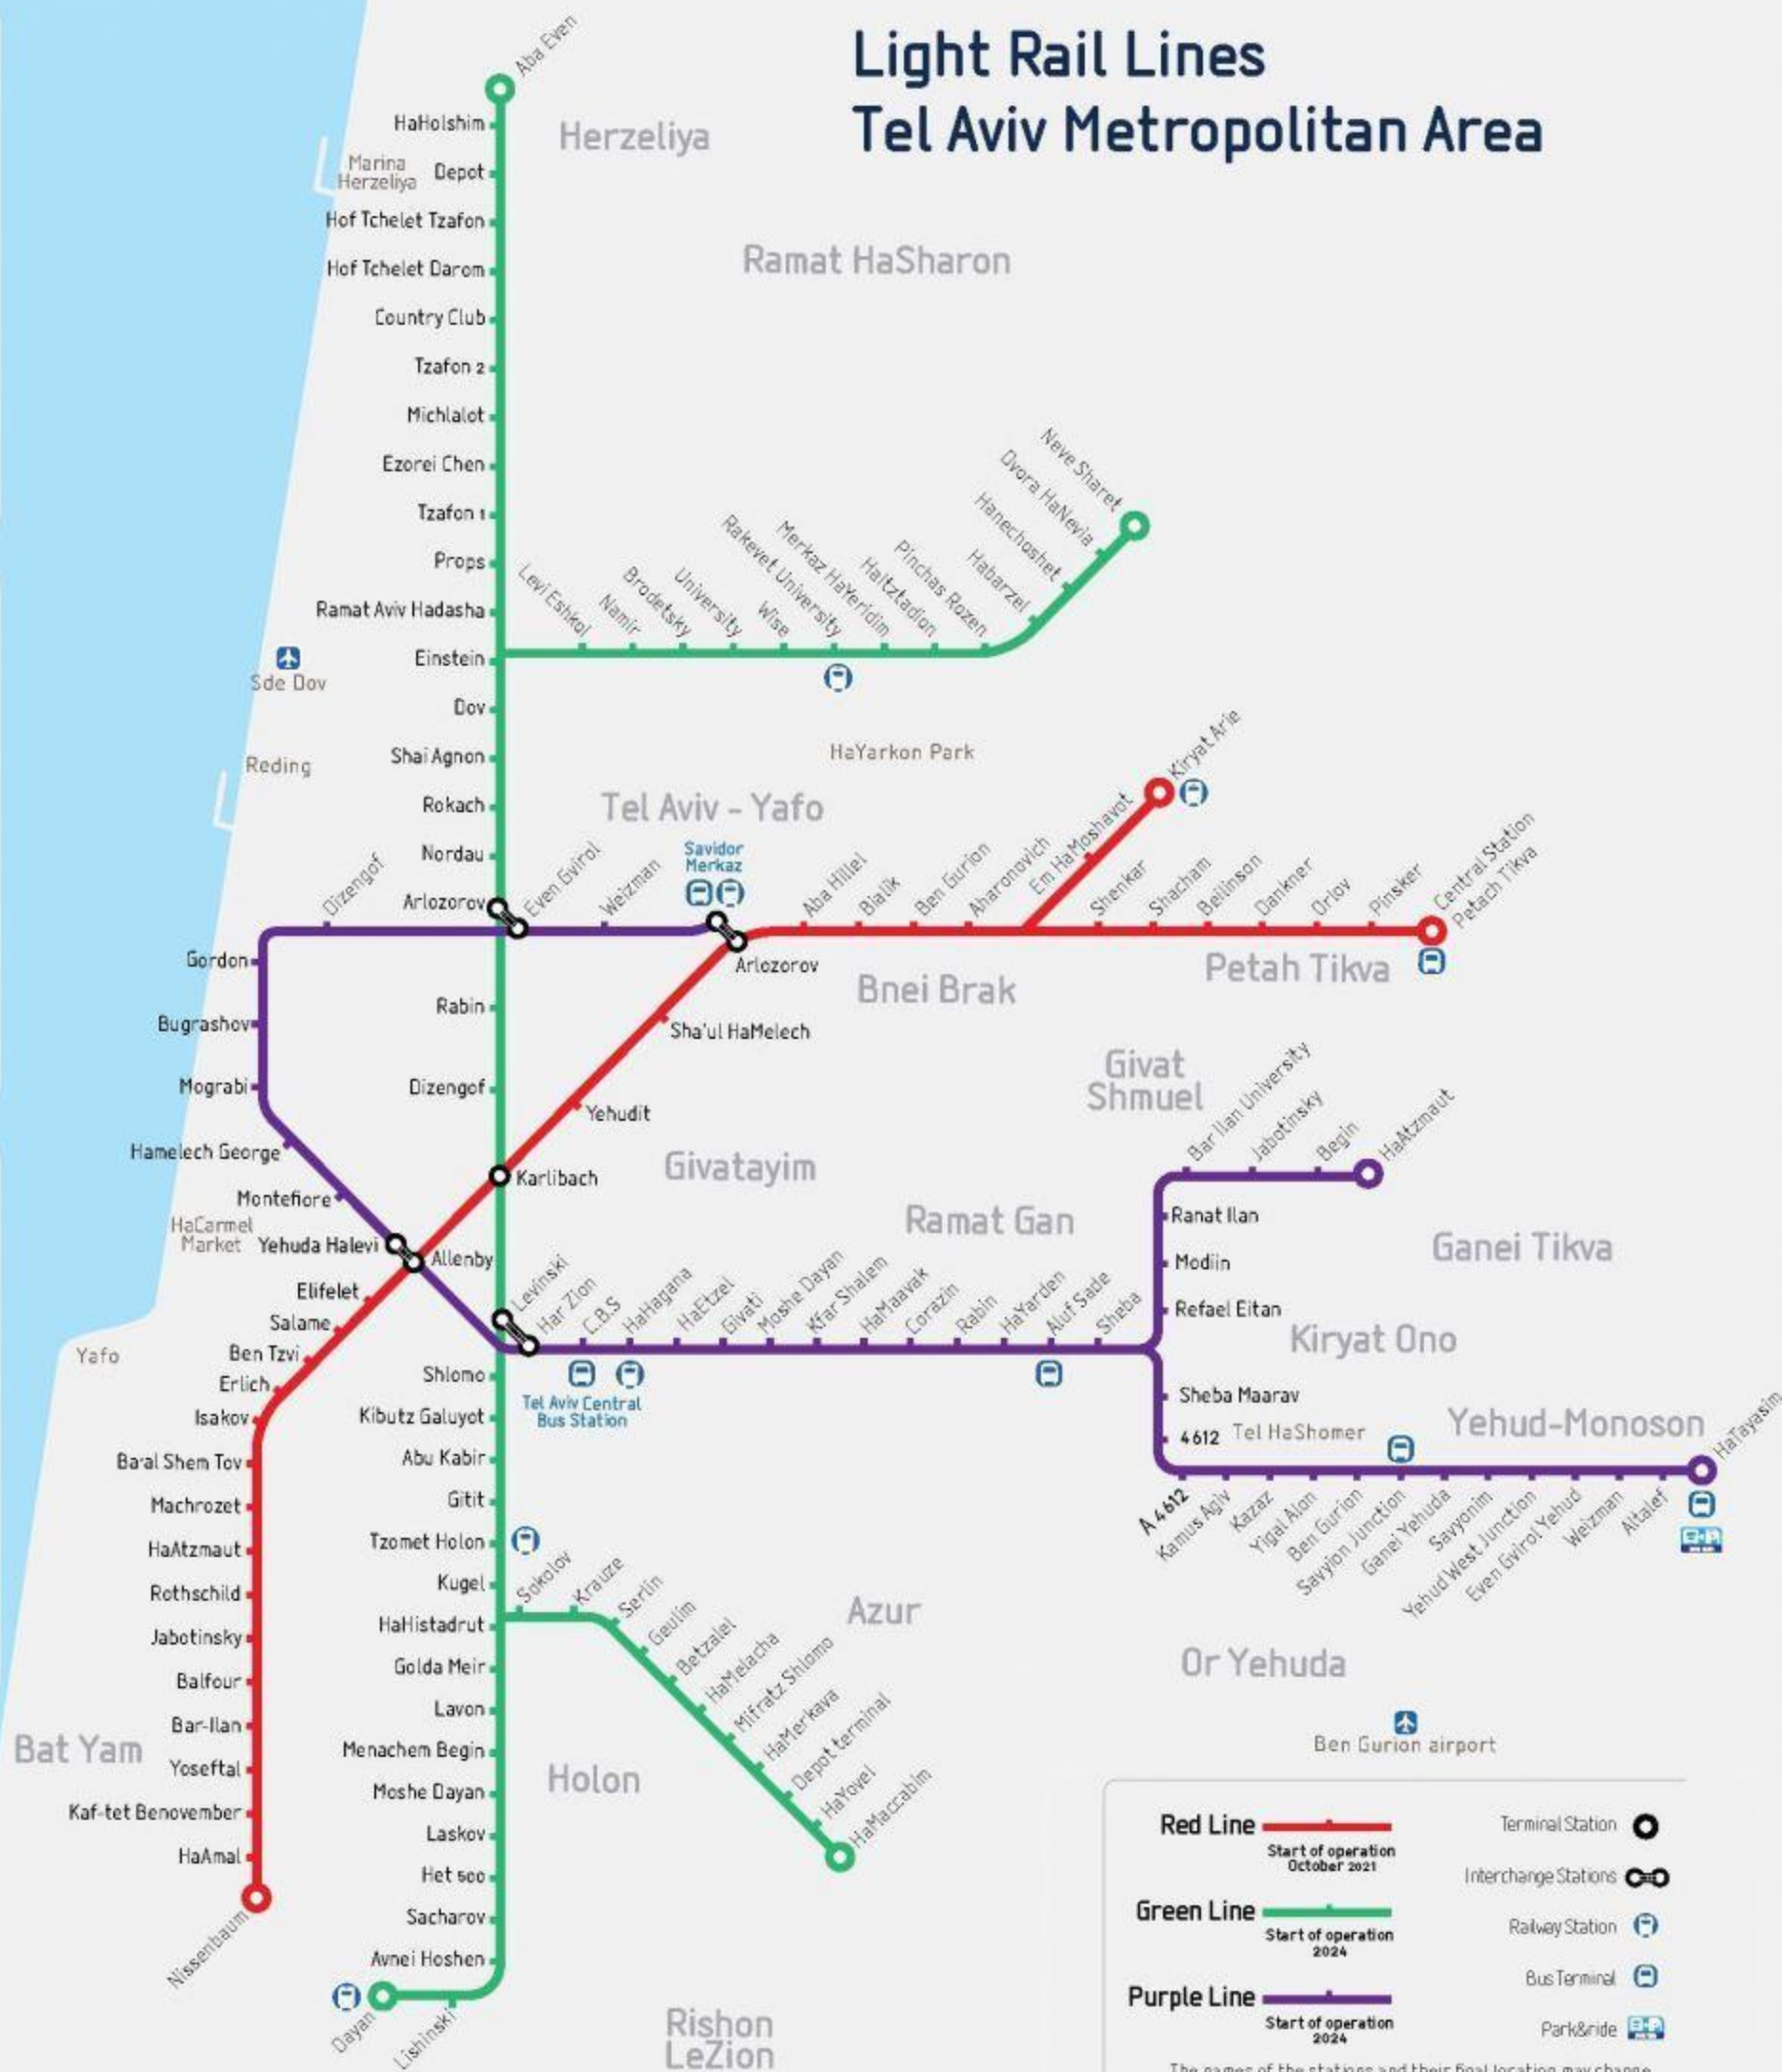 Light Rail Lines
Tel Aviv Metropolitan Area
Aba Even
HaHolshim
Herzeliya
Marina
Herzeliya
Depot
Hof Tchelet Tzafon
Ramat HaSharon
Hof Tchelet Darom
Country Club
Tzafon 2
Michlalot
Ezorei Chen
Tzafon 1
Props
Ramat Aviv Hadasha
Einstein
Levi Eshkol
Namir
Brodetsky
University
Wise
Rakevet University
Merkaz HaYeridim
Haltztadion
Pinchas Rozen
Habarzel
Hanechoshet
Dvora HaNevia
Neve Sharet
Sde Dov
Dov
Shai Agnon
HaYarkon Park
Reding
Rokach
Tel Aviv - Yafo
Nordau
Savidor
Merkaz
Dizengof
Arlozorov
Even Gvirol
Weizman
Aba Hillel
Bialik
Ben Gurion
Aharonovich
Em HaMoshavot
Kiryat Arie
Shenkar
Shacham
Beilinson
Dankner
Orlov
Pinsker
Central Station
Petach Tikva
Gordon
Arlozorov
Bnei Brak
Petah Tikva
Rabin
Bugrashov
Sha'ul HaMelech
Mograbi
Dizengof
Yehudit
Givat
Shmuel
Hamelech George
Givatayim
Karlibach
Bar Ilan University
Jabotinsky
Begin
HaAtzmaut
Montefiore
HaCarmel
Market
Yehuda Halevi
Allenby
Ramat Gan
Ranat Ilan
Ganei Tikva
Modiin
Refael Eitan
Kiryat Ono
Elifelet
Salame
Ben Tzvi
Yafo
Erlich
Isakov
Levinski
Har Zion
C.B.S
HaHagana
HaEtzel
Givati
Moshe Dayan
Kfar Shalem
HaMaavak
Corazin
Rabin
HaYarden
Aluf Sade
Sheba
Tel Aviv Central
Bus Station
Shlomo
Kibutz Galuyot
Abu Kabir
Gitit
Tzomet Holon
Kugel
HaHistadrut
Sheba Maarav
4612
Tel HaShomer
Yehud-Monoson
HaTayasim
A 4612
Kamus Agiv
Kazaz
Yigal Alon
Ben Gurion
Savyion Junction
Ganei Yehuda
Savyonim
Yehud West Junction
Even Gvirol Yehud
Weizman
Altalef
Ba'al Shem Tov
Machrozet
HaAtzmaut
Rothschild
Jabotinsky
Balfour
Bar-Ilan
Bat Yam
Yoseftal
Kaf-tet Benovember
HaAmal
Nissenbaum
Sokolov
Krauze
Serlin
Geulim
Betzalel
HaMelacha
Mifratz Shlomo
HaMerkava
Depot terminal
HaYovel
HaMaccabim
Azur
Or Yehuda
Ben Gurion airport
Golda Meir
Lavon
Menachem Begin
Holon
Moshe Dayan
Laskov
Het 500
Sacharov
Avnei Hoshen
Dayan
Lishinski
Rishon
LeZion
Red Line
Start of operation
October 2021
Green Line
Start of operation
2024
Purple Line
Start of operation
2024
Terminal Station
Interchange Stations
Railway Station
Bus Terminal
Park&ride
The names of the stations and their final location may change